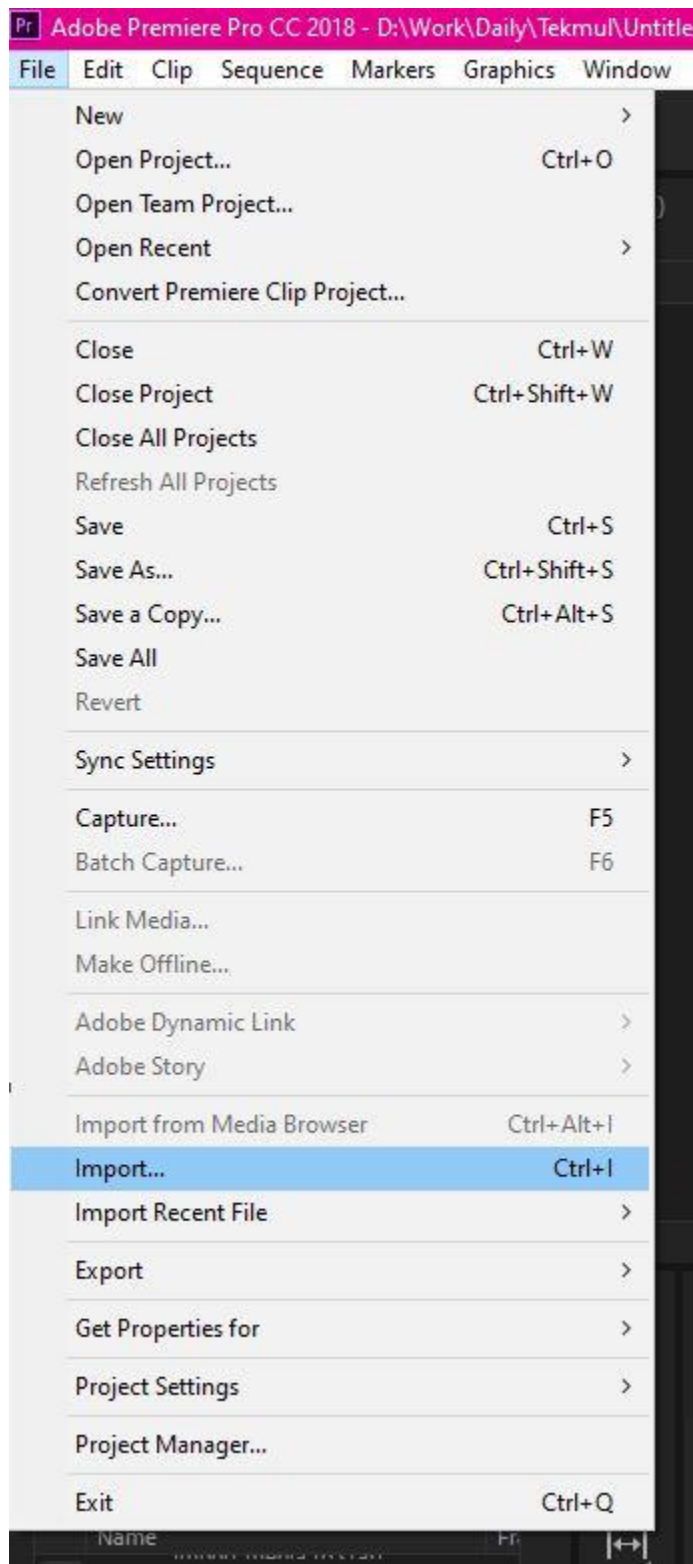 Pr Adobe Premiere Pro CC 2018 - D:\Work\Daily\Tekmul\Untitle
File Edit Clip Sequence Markers Graphics Window
New >
Open Project... Ctrl+O
Open Team Project... )
Open Recent >
Convert Premiere Clip Project...
Close Ctrl+W
Close Project Ctrl+Shift+W
Close All Projects
Refresh All Projects
Save Ctrl+S
Save As... Ctrl+Shift+S
Save a Copy... Ctrl+Alt+S
Save All
Revert
Sync Settings >
Capture... F5
Batch Capture... F6
Link Media...
Make Offline...
Adobe Dynamic Link >
Adobe Story >
Import from Media Browser Ctrl+Alt+I
Import... Ctrl+I
Import Recent File >
Export >
Get Properties for >
Project Settings >
Project Manager...
Exit Ctrl+Q
Name Fr